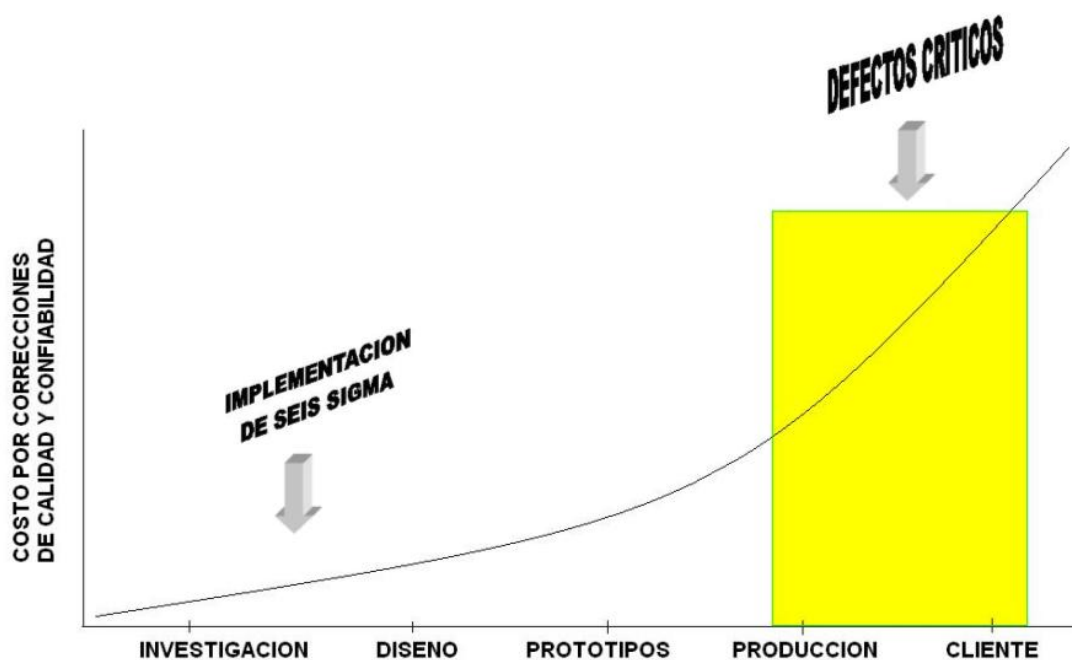 DEFECTOS CRITICOS
COSTO POR CORRECCIONES
DE CALIDAD Y CONFIABILIDAD
IMPLEMENTACION
DE SEIS SIGMA
INVESTIGACION
DISENO
PROTOTIPOS
PRODUCCION
CLIENTE